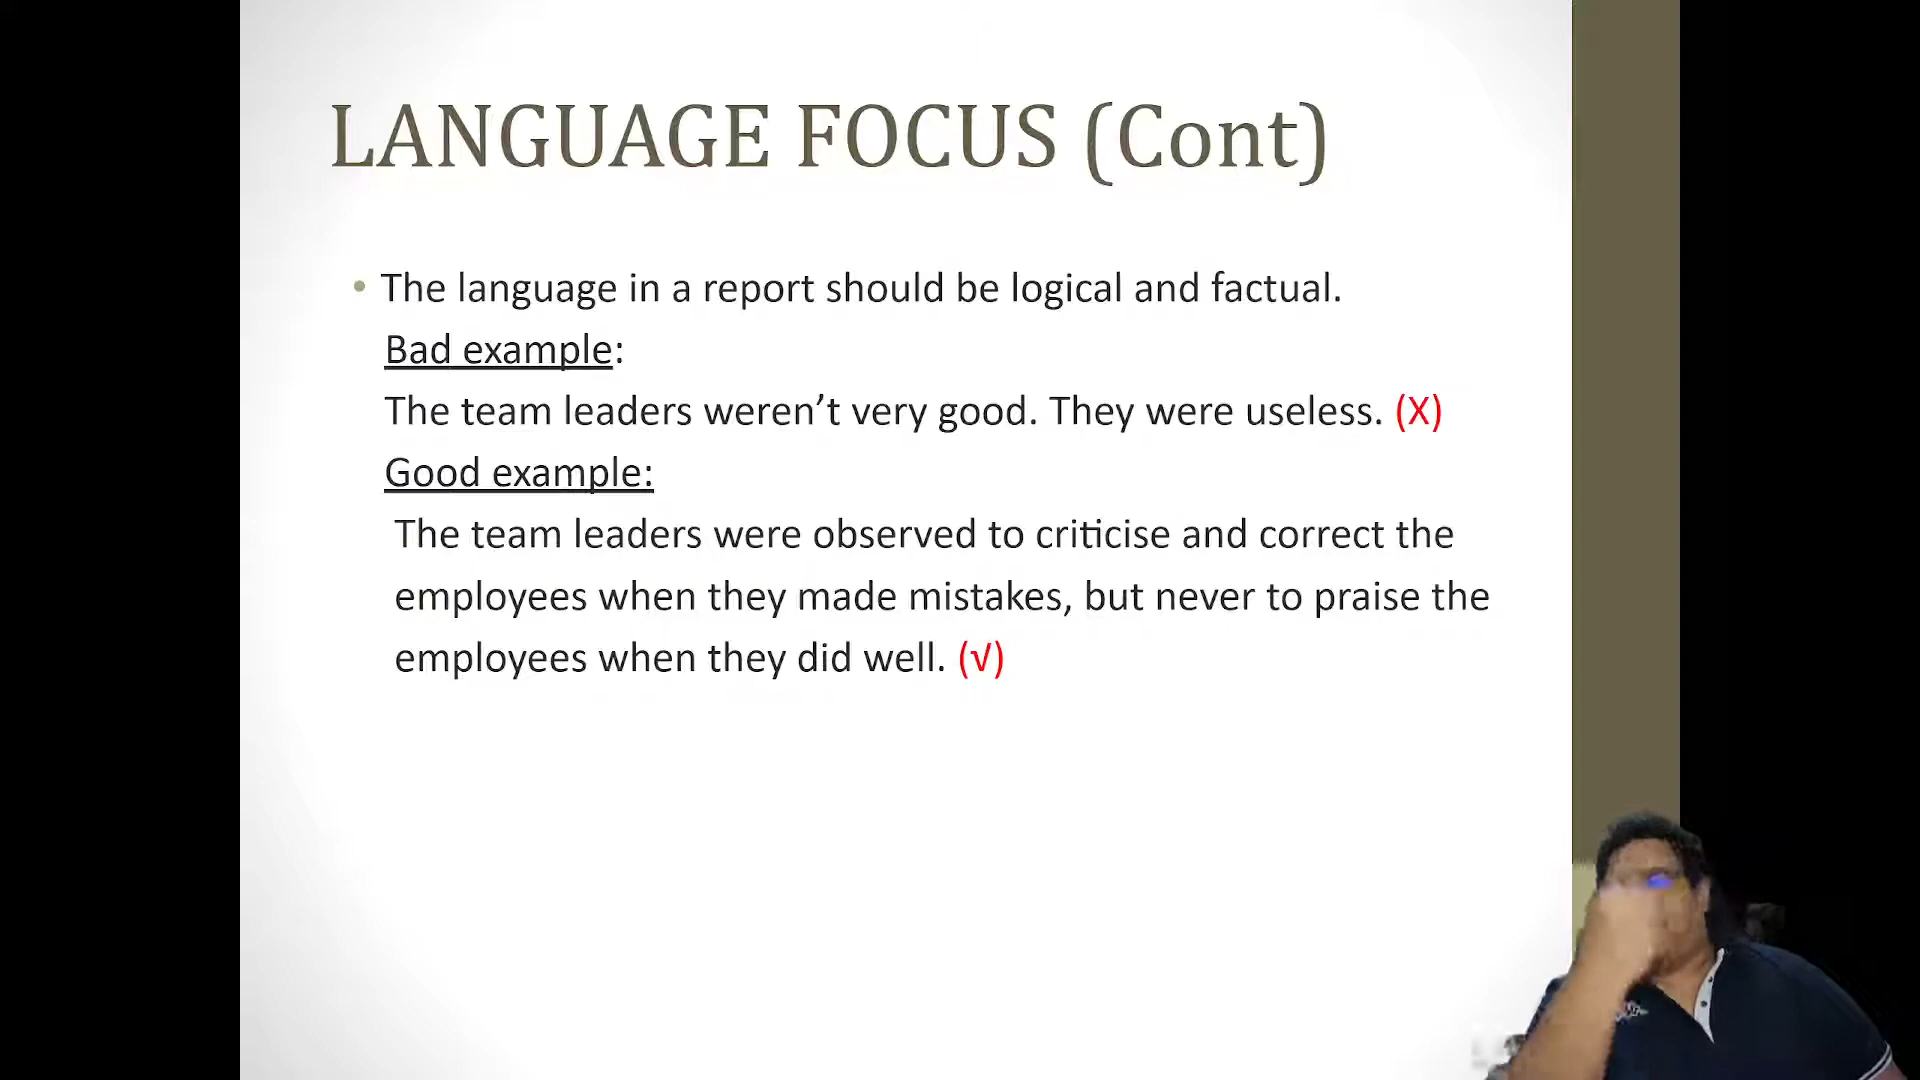 LANGUAGE FOCUS (Cont)
• The language in a report should be logical and factual.
Bad example:
The team leaders weren’t very good. They were useless. (X)
Good example:
The team leaders were observed to criticise and correct the
employees when they made mistakes, but never to praise the
employees when they did well. (√)